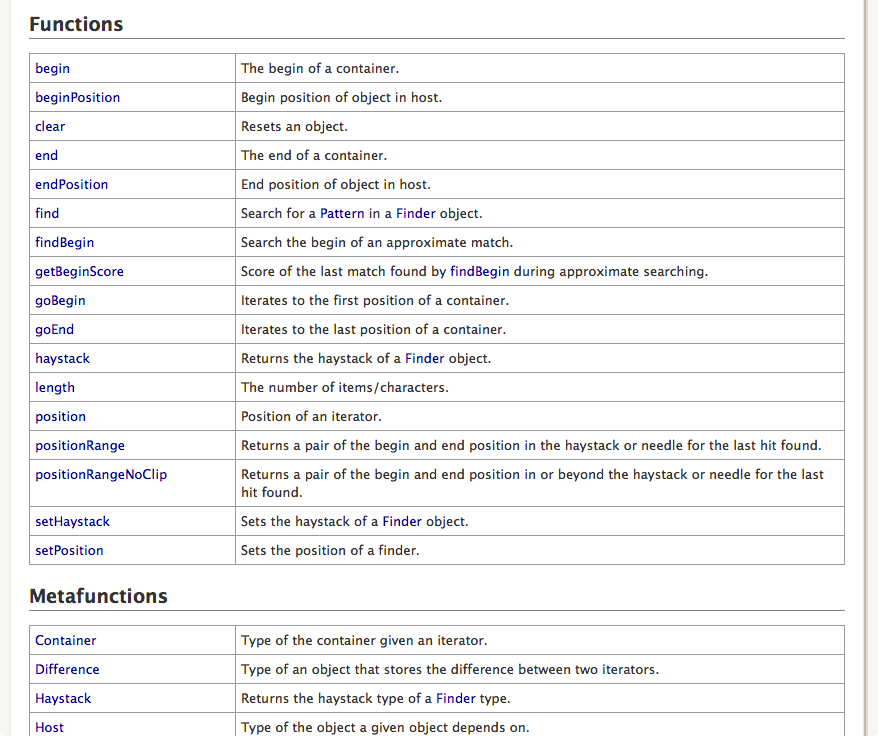 Functions
begin The begin of a container.
beginPosition Begin position of object in host.
clear Resets an object.
end The end of a container.
endPosition End position of object in host.
find Search for a Pattern in a Finder object.
findBegin Search the begin of an approximate match.
getBeginScore Score of the last match found by findBegin during approximate searching.
goBegin Iterates to the first position of a container.
goEnd Iterates to the last position of a container.
haystack Returns the haystack of a Finder object.
length The number of items/characters.
position Position of an iterator.
positionRange Returns a pair of the begin and end position in the haystack or needle for the last hit found.
positionRangeNoClip Returns a pair of the begin and end position in or beyond the haystack or needle for the last
hit found.
setHaystack Sets the haystack of a Finder object.
setPosition Sets the position of a finder.
Metafunctions
Container Type of the container given an iterator.
Difference Type of an object that stores the difference between two iterators.
Haystack Returns the haystack type of a Finder type.
Host Type of the object a given object depends on.